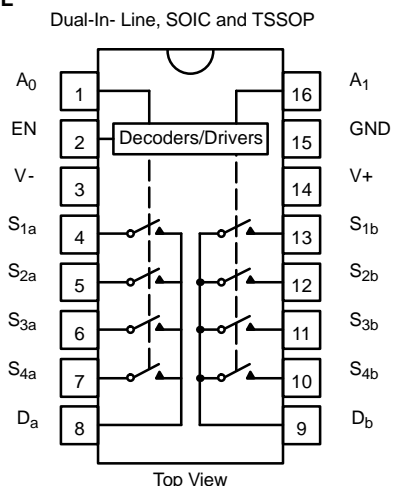 Dual-In- Line, SOIC and TSSOP
A0 1 16 A1
EN 2 Decoders/Drivers 15 GND
V- 3 14 V+
S1a 4 13 S1b
S2a 5 12 S2b
S3a 6 11 S3b
S4a 7 10 S4b
Da 8 9 Db
Top View